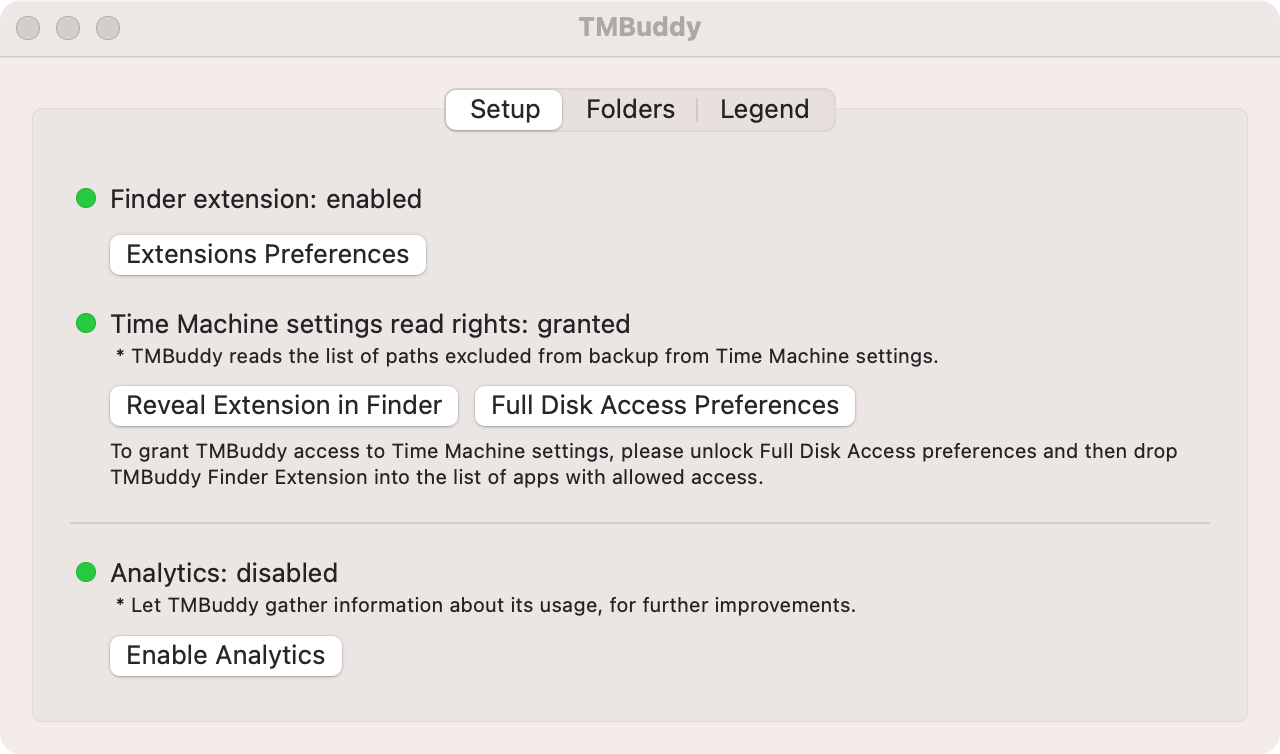 TMBuddy
Setup Folders Legend
Finder extension: enabled
Extensions Preferences
Time Machine settings read rights: granted
* TMBuddy reads the list of paths excluded from backup from Time Machine settings.
Reveal Extension in Finder Full Disk Access Preferences
To grant TMBuddy access to Time Machine settings, please unlock Full Disk Access preferences and then drop
TMBuddy Finder Extension into the list of apps with allowed access.
Analytics: disabled
* Let TMBuddy gather information about its usage, for further improvements.
Enable Analytics